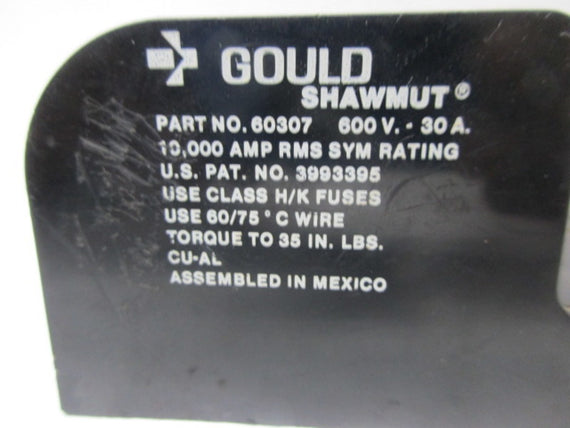 GOULD
SHAWMUT®
PART NO. 60307 600 V. - 30 A.
10,000 AMP RMS SYM RATING
U.S. PAT. NO. 3993395
USE CLASS H/K FUSES
USE 60/75 °C WIRE
TORQUE TO 35 IN. LBS.
CU-AL
ASSEMBLED IN MEXICO